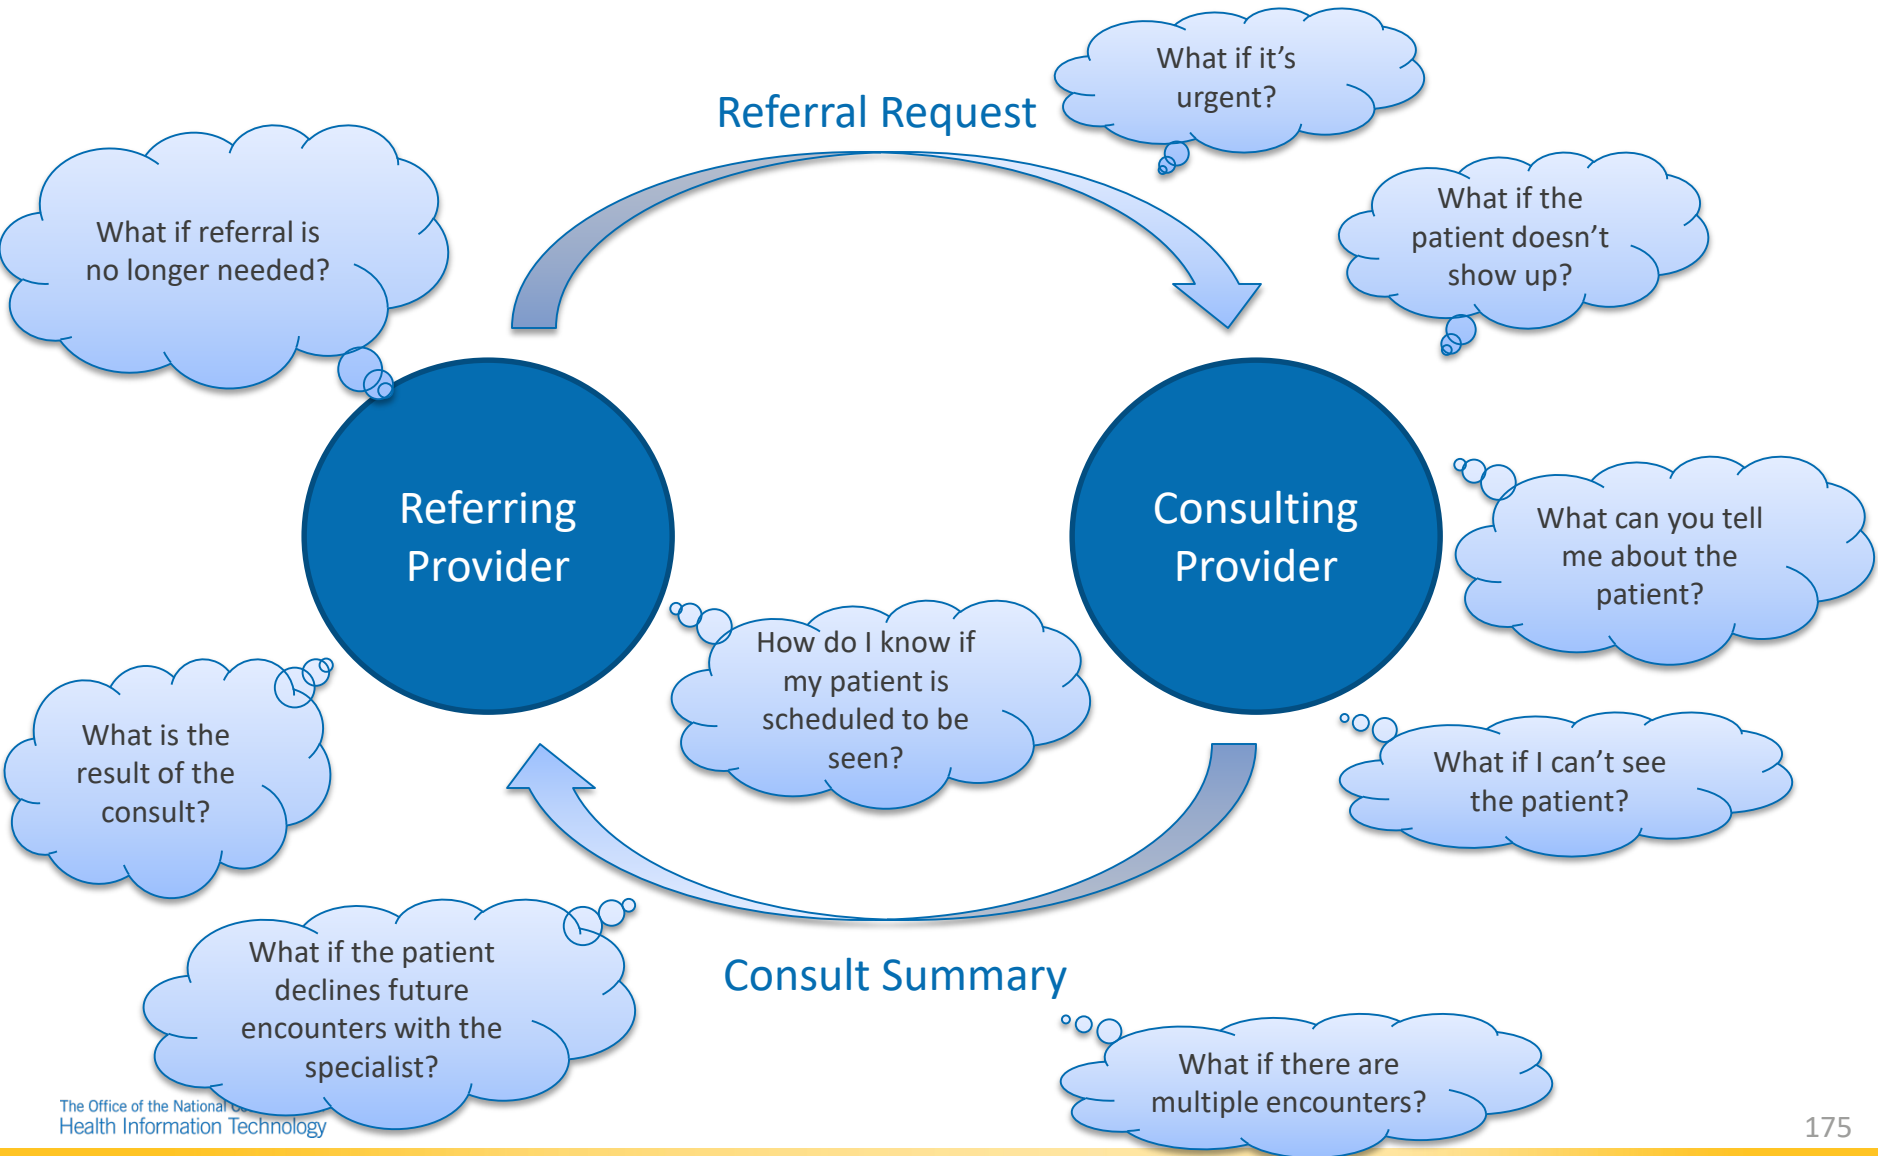 What if it's
urgent?
Referral Request
What if the
patient doesn't
show up?
What if referral is
no longer needed?
Referring
Provider
Consulting
Provider
What can you tell
me about the
patient?
How do I know if
my patient is
scheduled to be
seen?
What is the
result of the
consult?
What if I can't see
the patient?
What if the patient
declines future
encounters with the
specialist?
Consult Summary
What if there are
multiple encounters?
The Office of the National
Health Information Technology
175